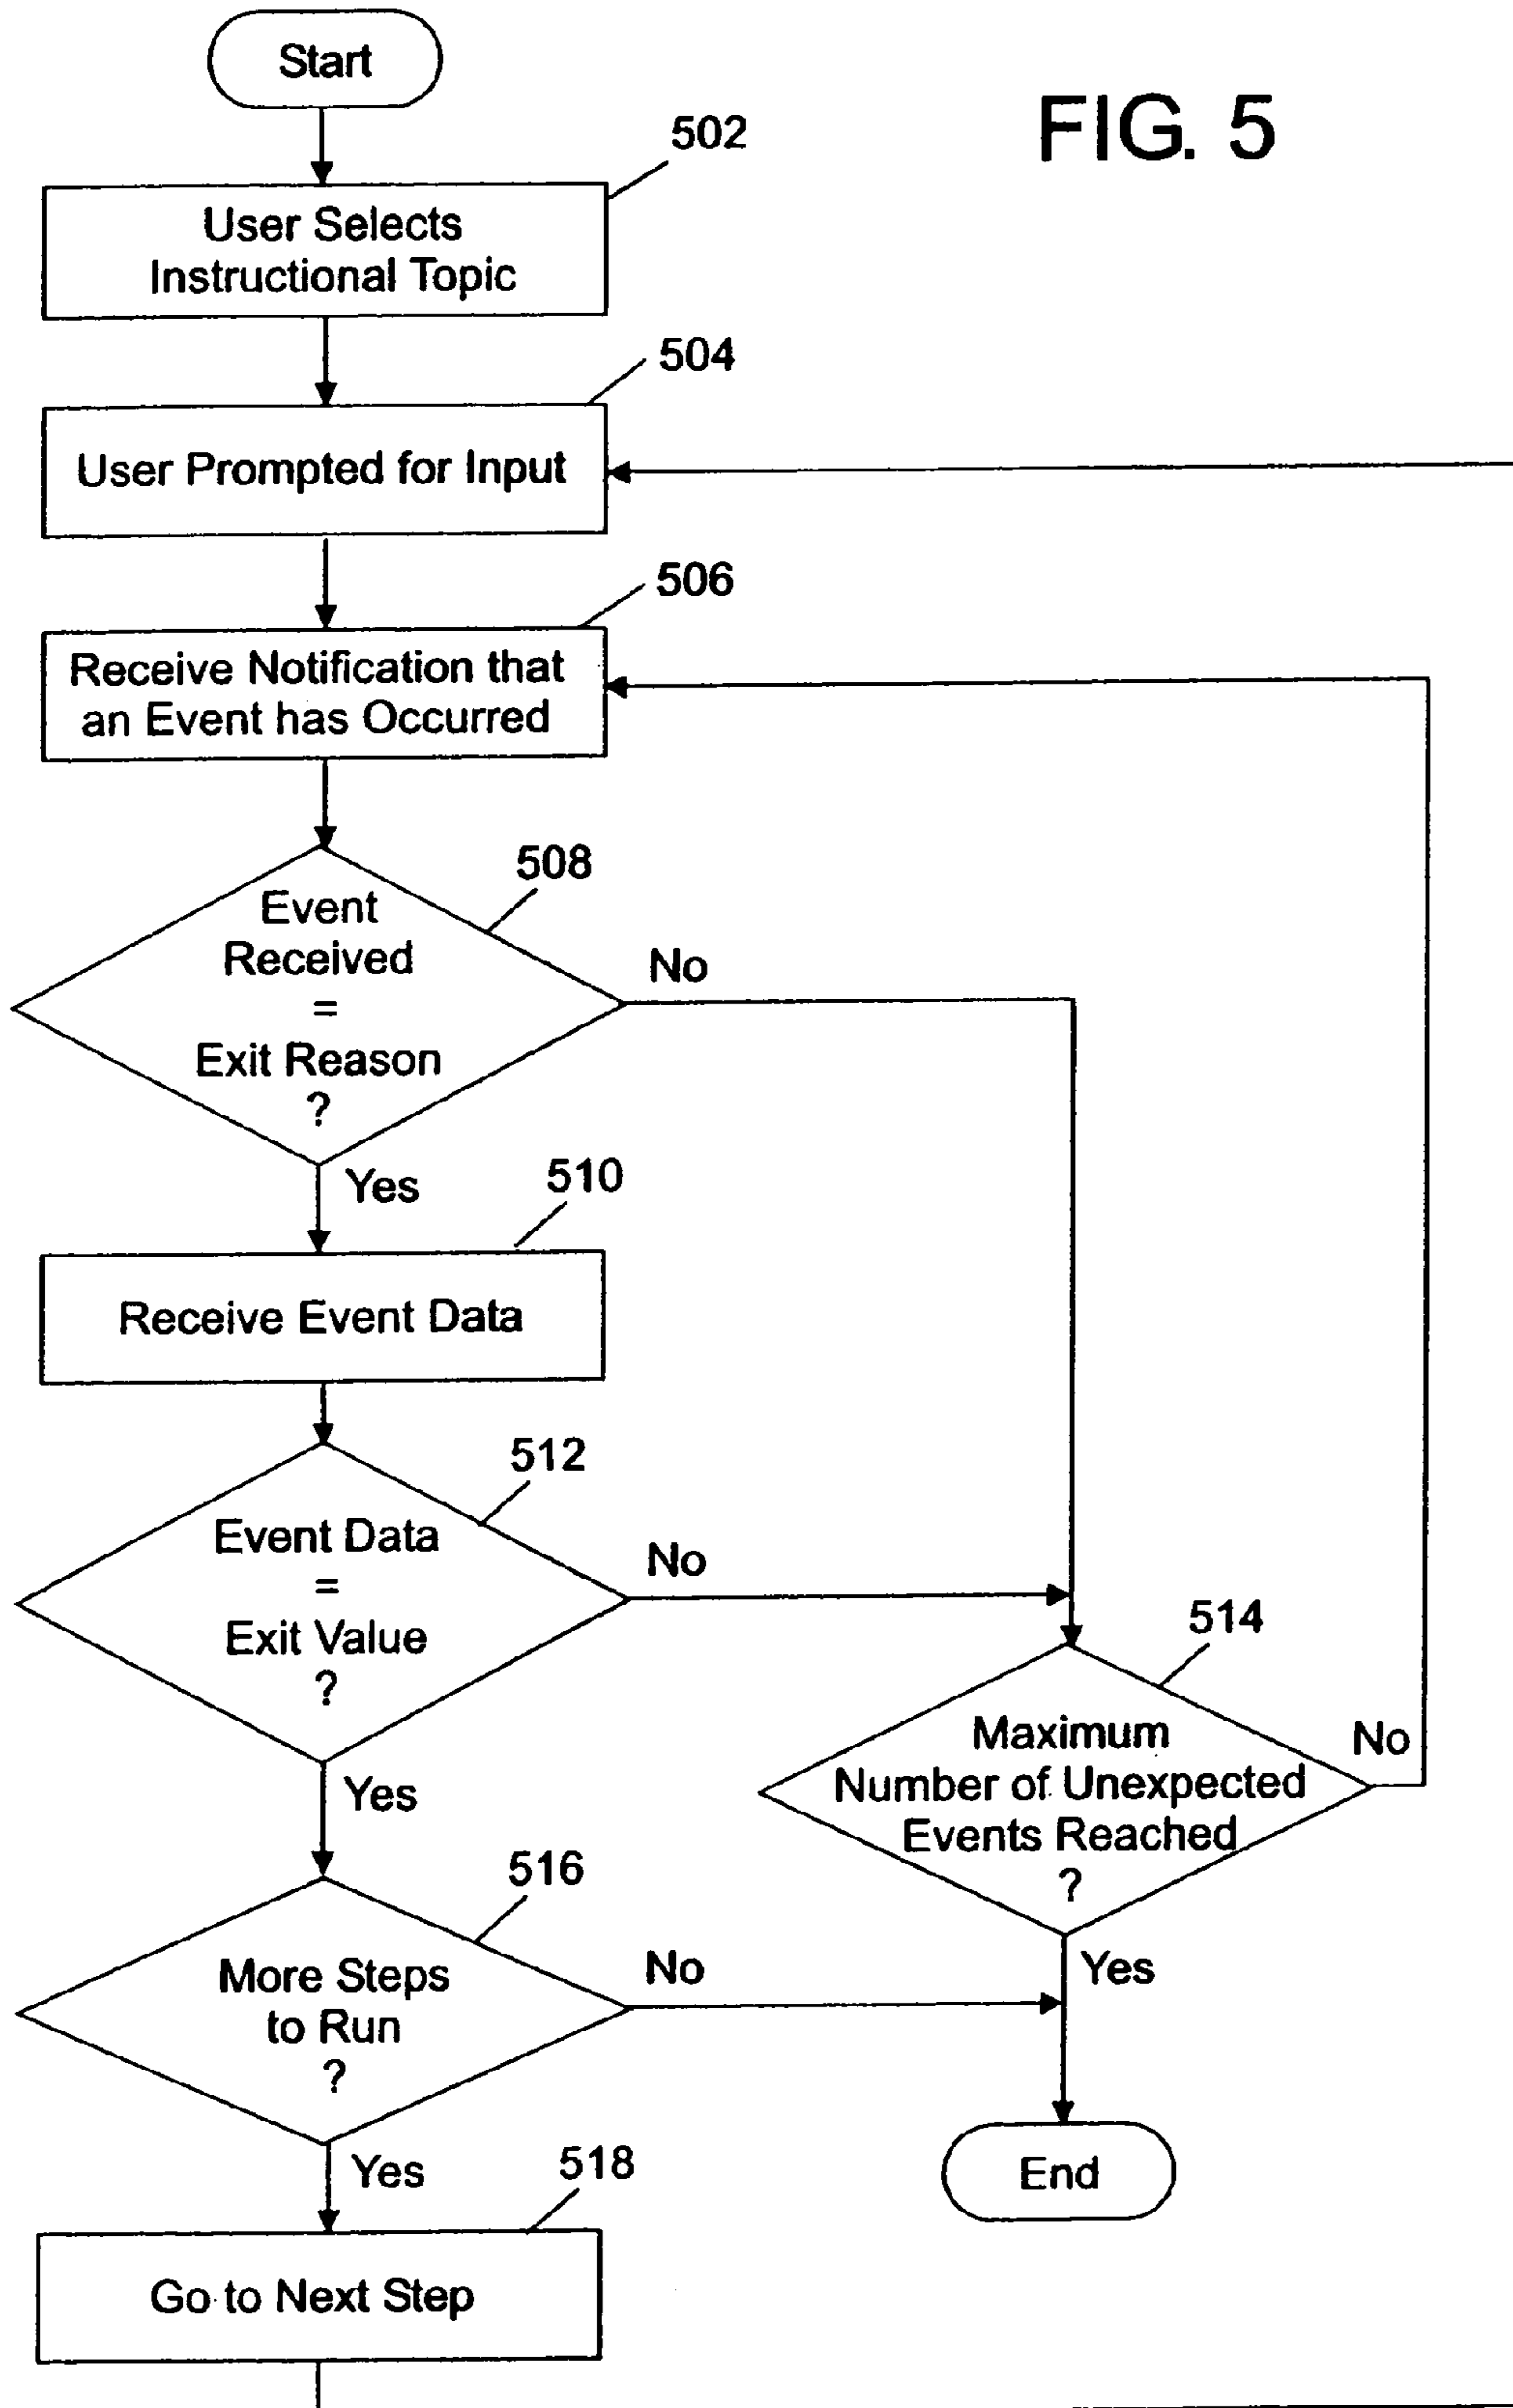 Start
FIG. 5
502
User Selects
Instructional Topic
504
User Prompted for Input
506
Receive Notification that
an Event has Occurred
508
Event
Received
=
Exit Reason
?
No
Yes
510
Receive Event Data
512
Event Data
=
Exit Value
?
No
Yes
514
Maximum
Number of Unexpected
Events Reached
?
No
Yes
516
More Steps
to Run
?
No
Yes
End
518
Go to Next Step